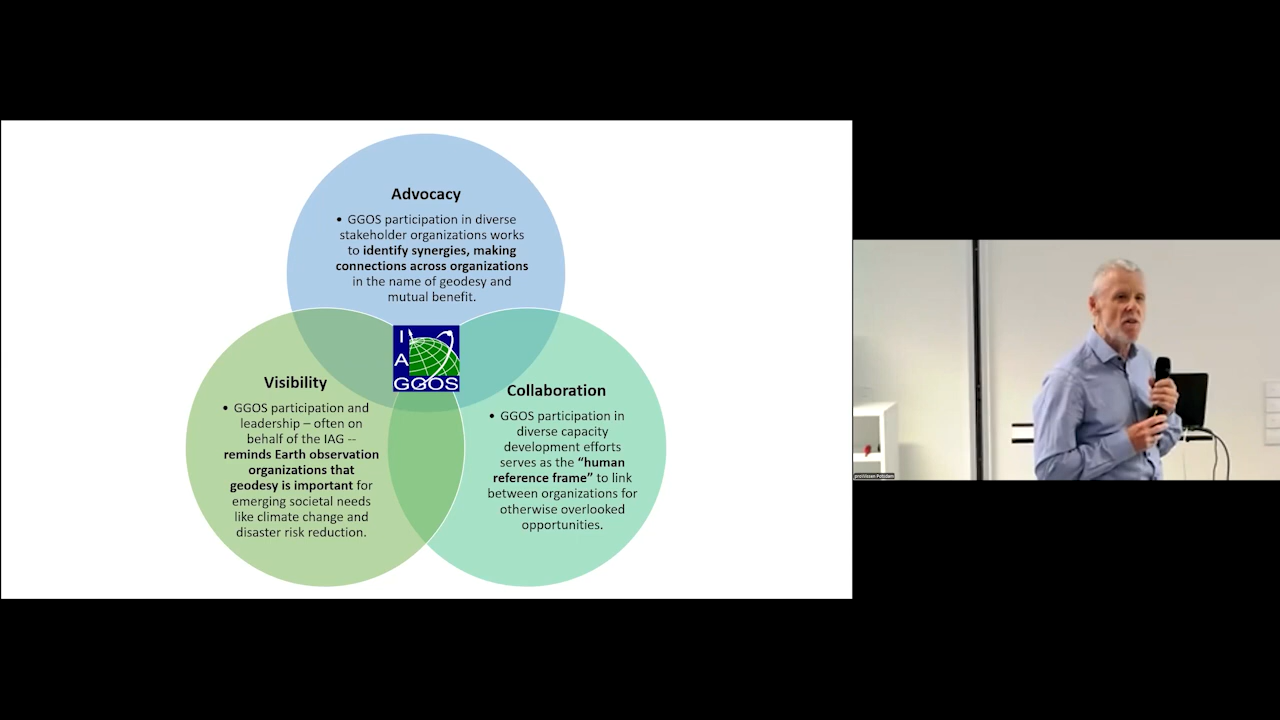 Advocacy
• GGOS participation in diverse
stakeholder organizations works
to identify synergies, making
connections across organizations
in the name of geodesy and
mutual benefit.
I
A
GGOS
Visibility
• GGOS participation and
leadership – often on
behalf of the IAG --
reminds Earth observation
organizations that
geodesy is important for
emerging societal needs
like climate change and
disaster risk reduction.
Collaboration
• GGOS participation in
diverse capacity
development efforts
serves as the “human
reference frame” to link
between organizations for
otherwise overlooked
opportunities.
proWissen Potsdam